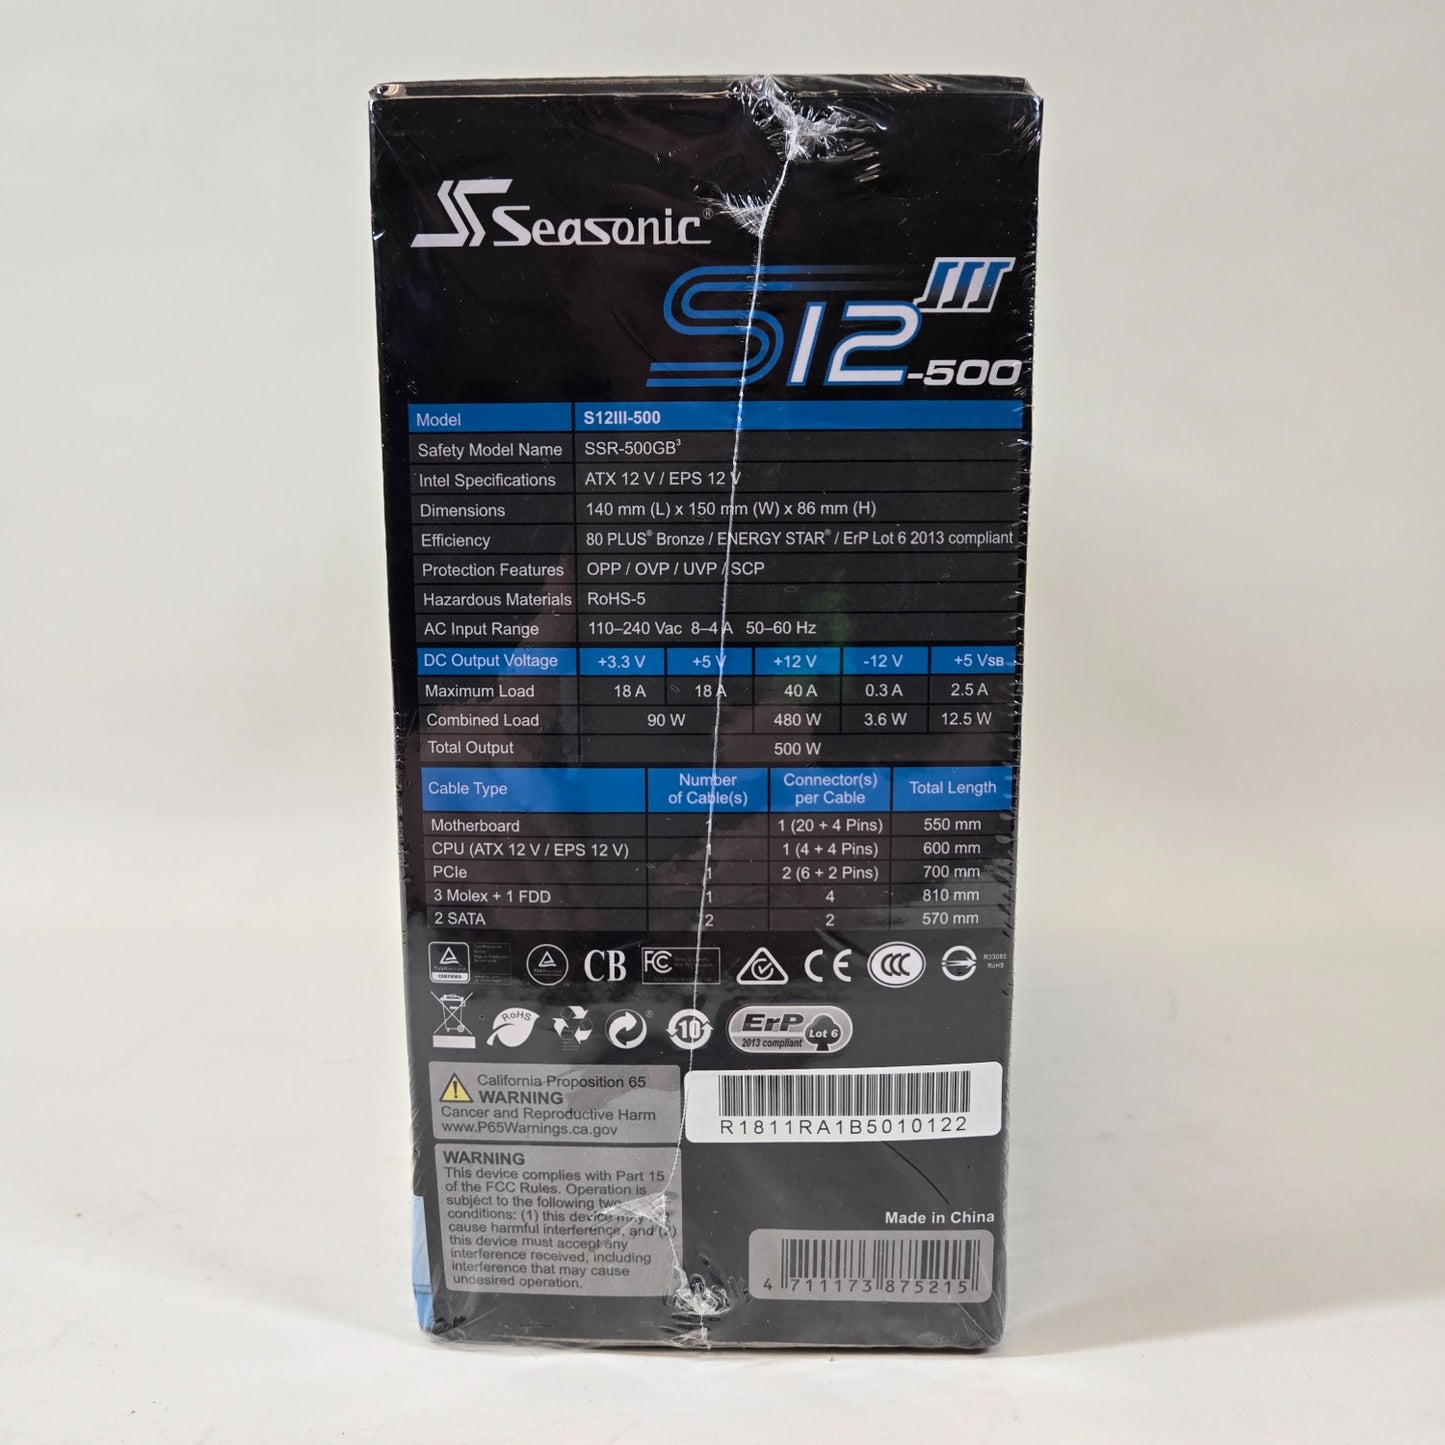 Seasonic®
S12III-500
Model S12III-500
Safety Model Name SSR-500GB³
Intel Specifications ATX 12 V / EPS 12 V
Dimensions 140 mm (L) x 150 mm (W) x 86 mm (H)
Efficiency 80 PLUS® Bronze / ENERGY STAR® / ErP Lot 6 2013 compliant
Protection Features OPP / OVP / UVP / SCP
Hazardous Materials RoHS-5
AC Input Range 110–240 Vac 8–4 A 50–60 Hz
DC Output Voltage +3.3 V +5 V +12 V -12 V +5 VSB
Maximum Load 18 A 18 A 40 A 0.3 A 2.5 A
Combined Load 90 W 480 W 3.6 W 12.5 W
Total Output 500 W
Cable Type Number of Cable(s) Connector(s) per Cable Total Length
Motherboard 1 1 (20 + 4 Pins) 550 mm
CPU (ATX 12 V / EPS 12 V) 1 1 (4 + 4 Pins) 600 mm
PCIe 1 2 (6 + 2 Pins) 700 mm
3 Molex + 1 FDD 1 4 810 mm
2 SATA 2 2 570 mm
CERTIFIED CB FC CE CCC R33080
RoHS
RoHS 10 ErP Lot 6
2013 compliant
California Proposition 65
WARNING
Cancer and Reproductive Harm
www.P65Warnings.ca.gov
R1811RA1B5010122
WARNING
This device complies with Part 15
of the FCC Rules. Operation is
subject to the following two
conditions: (1) this device may
cause harmful interference, and (2)
this device must accept any
interference received, including
interference that may cause
undesired operation.
Made in China
4 711173 875215